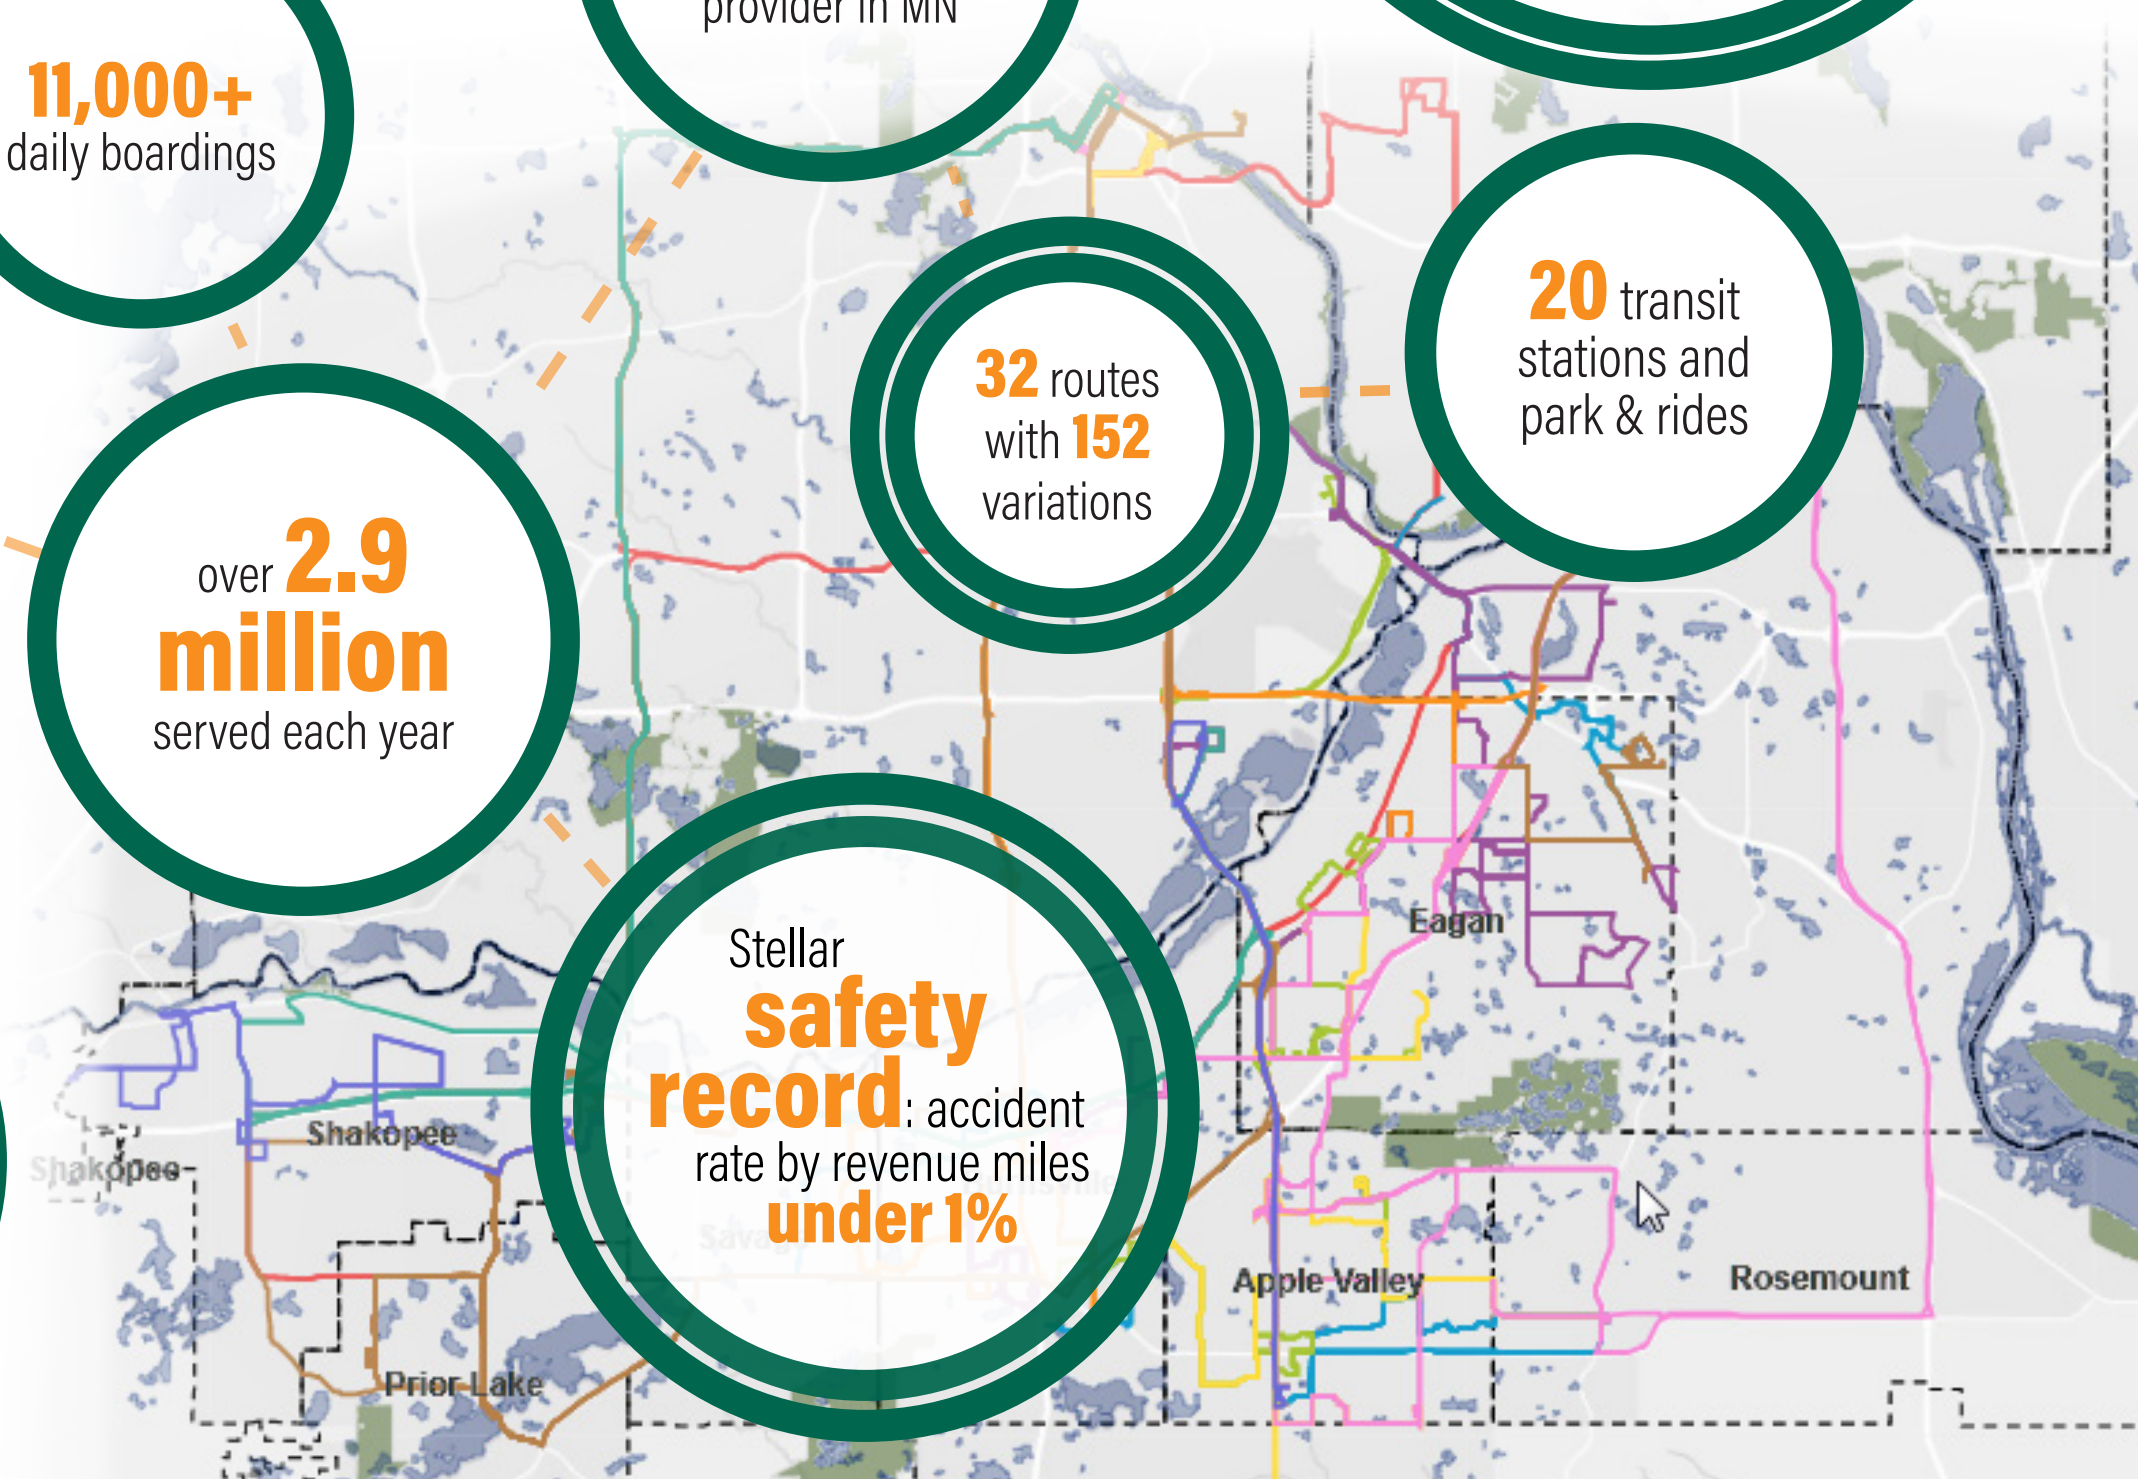 provider in MN
11,000+
daily boardings
20 transit
stations and
park & rides
32 routes
with 152
variations
over 2.9
million
served each year
Stellar
safety
record: accident
rate by revenue miles
under 1%
Eagan
Shakopee
Shakopee
Savage
Apple Valley
Rosemount
Prior Lake